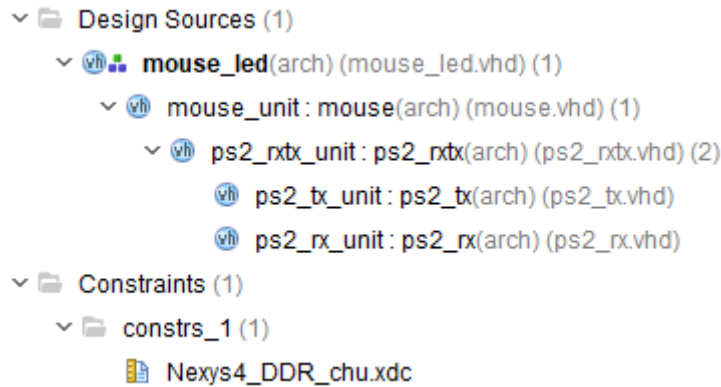 Design Sources (1)
mouse_led(arch) (mouse_led.vhd) (1)
mouse_unit : mouse(arch) (mouse.vhd) (1)
ps2_rxtx_unit : ps2_rxtx(arch) (ps2_rxtx.vhd) (2)
ps2_tx_unit : ps2_tx(arch) (ps2_tx.vhd)
ps2_rx_unit : ps2_rx(arch) (ps2_rx.vhd)
Constraints (1)
constrs_1 (1)
Nexys4_DDR_chu.xdc